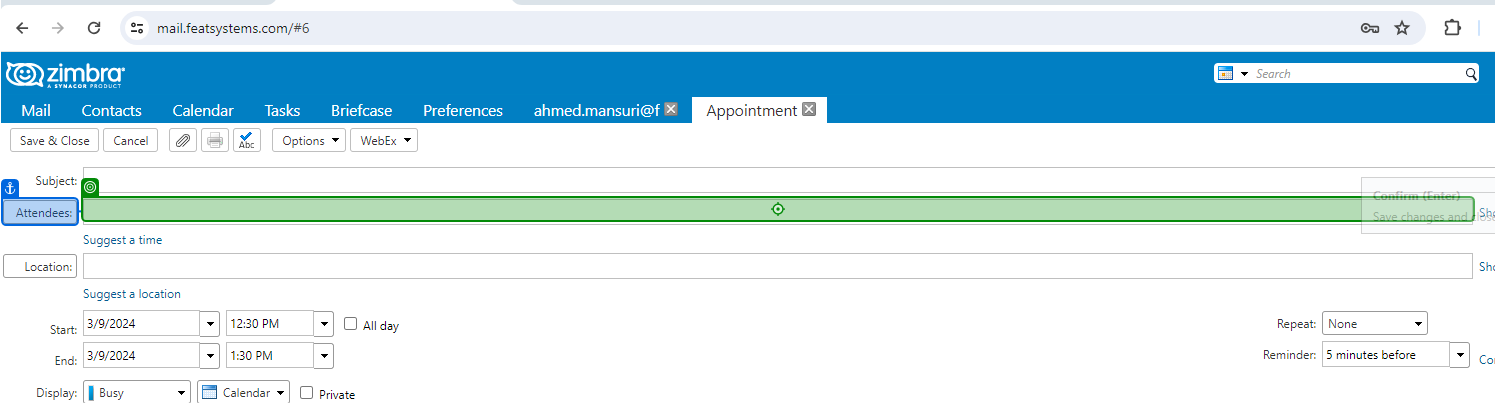 mail.featsystems.com/#6
zimbra
A SYNACOR PRODUCT
Search
Mail Contacts Calendar Tasks Briefcase Preferences ahmed.mansuri@f Appointment
Save & Close Cancel Abc Options WebEx
Subject:
Confirm (Enter)
Attendees: Sho
Save changes and close
Suggest a time
Location: Sho
Suggest a location
Start: 3/9/2024 12:30 PM All day Repeat: None
End: 3/9/2024 1:30 PM Reminder: 5 minutes before Co
Display: Busy Calendar Private